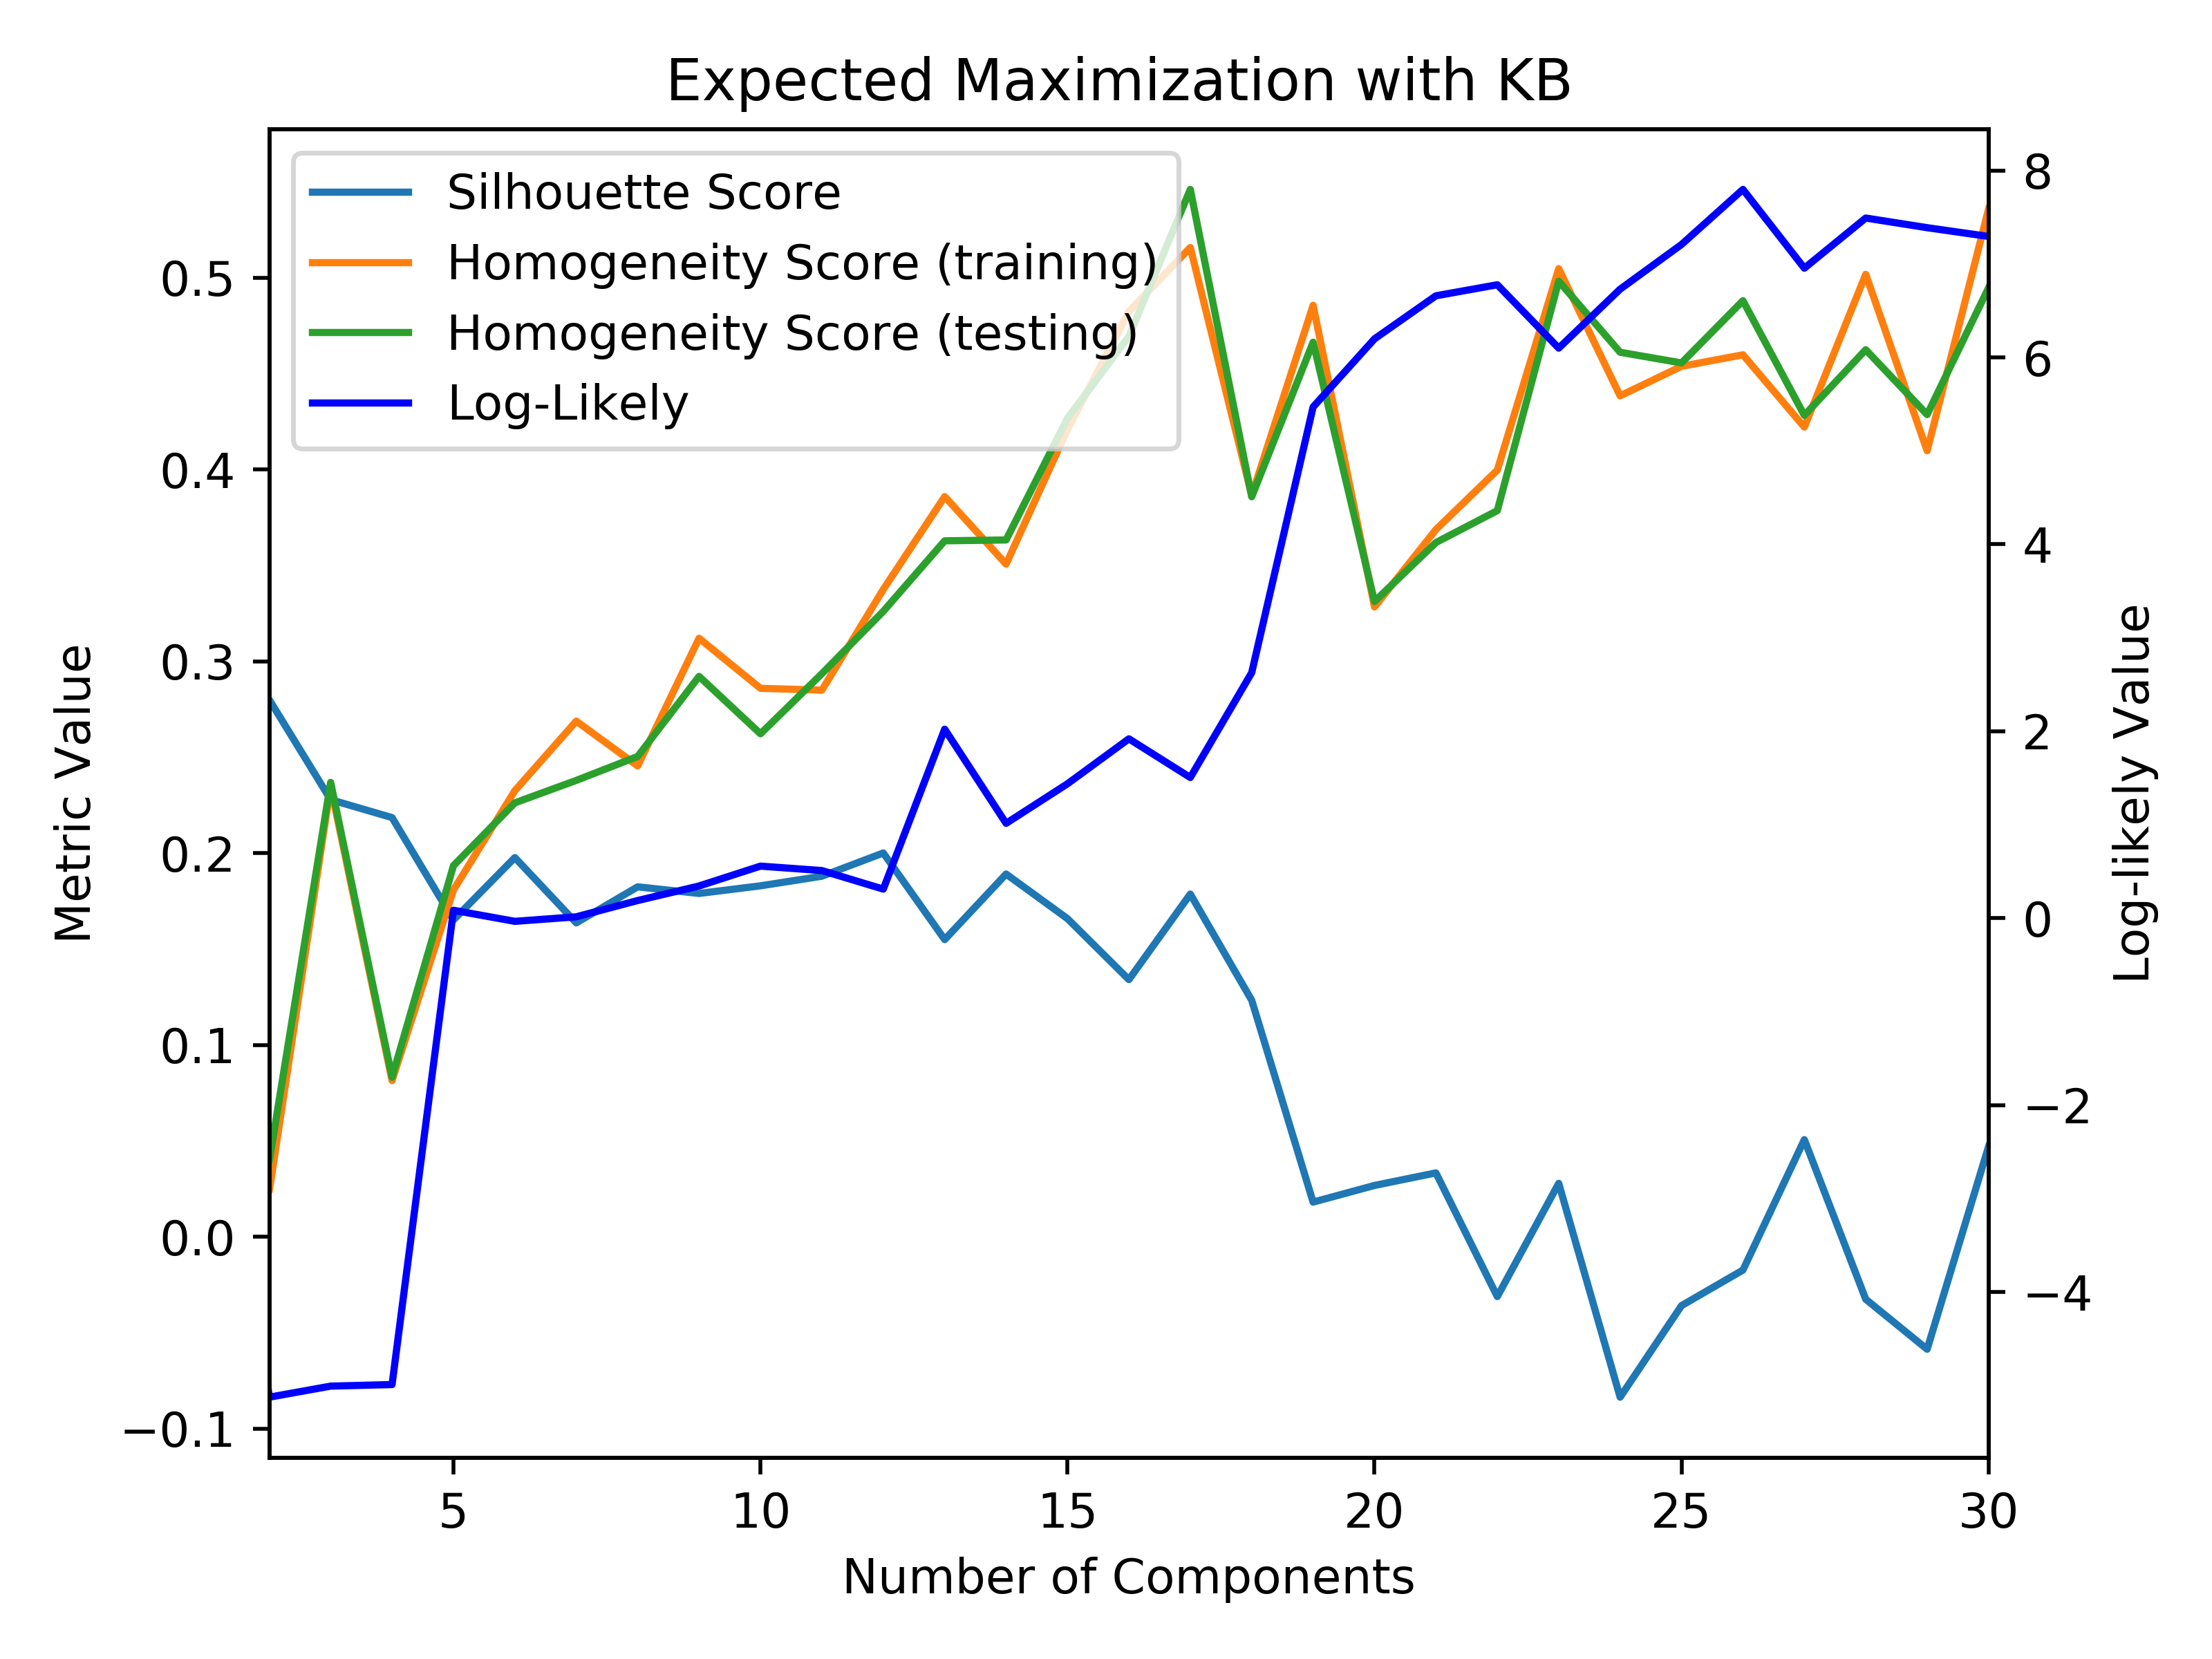 Expected Maximization with KB
Silhouette Score
Homogeneity Score (training)
Homogeneity Score (testing)
Log-Likely
0.5
0.4
0.3
0.2
0.1
0.0
−0.1
Metric Value
8
6
4
2
0
−2
−4
Log-likely Value
5 10 15 20 25 30
Number of Components